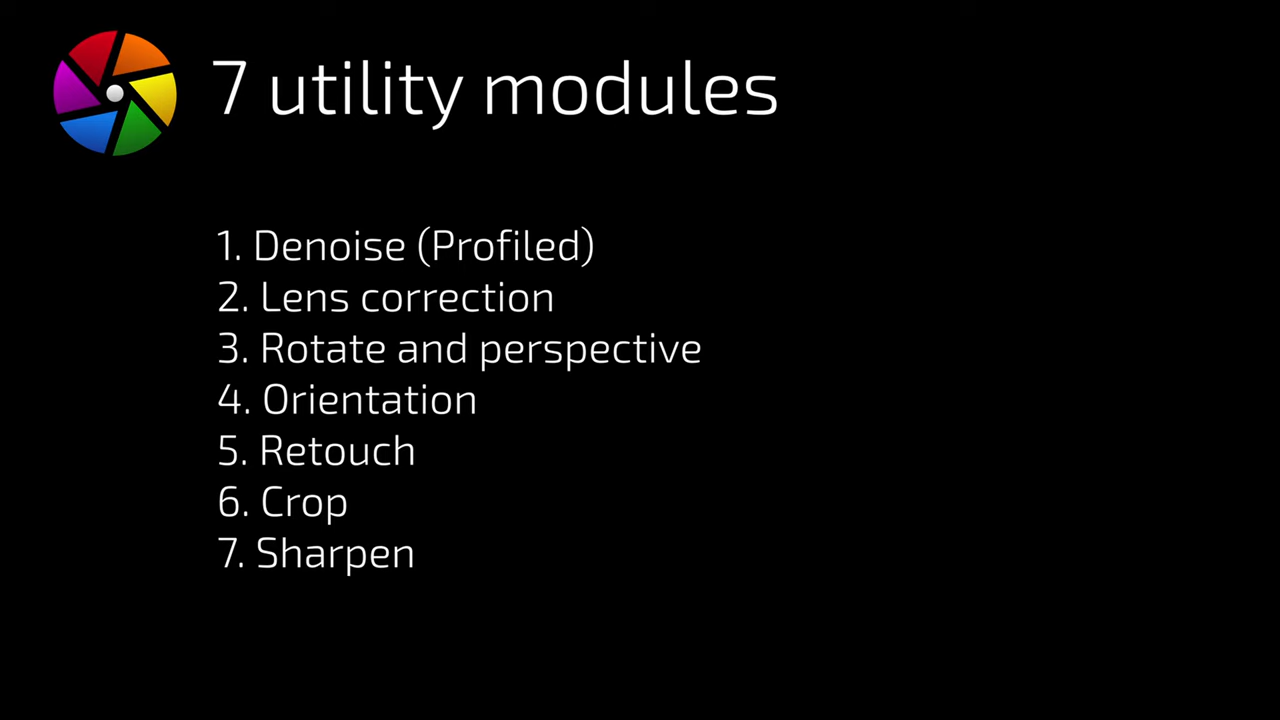 7 utility modules
1. Denoise (Profiled)
2. Lens correction
3. Rotate and perspective
4. Orientation
5. Retouch
6. Crop
7. Sharpen